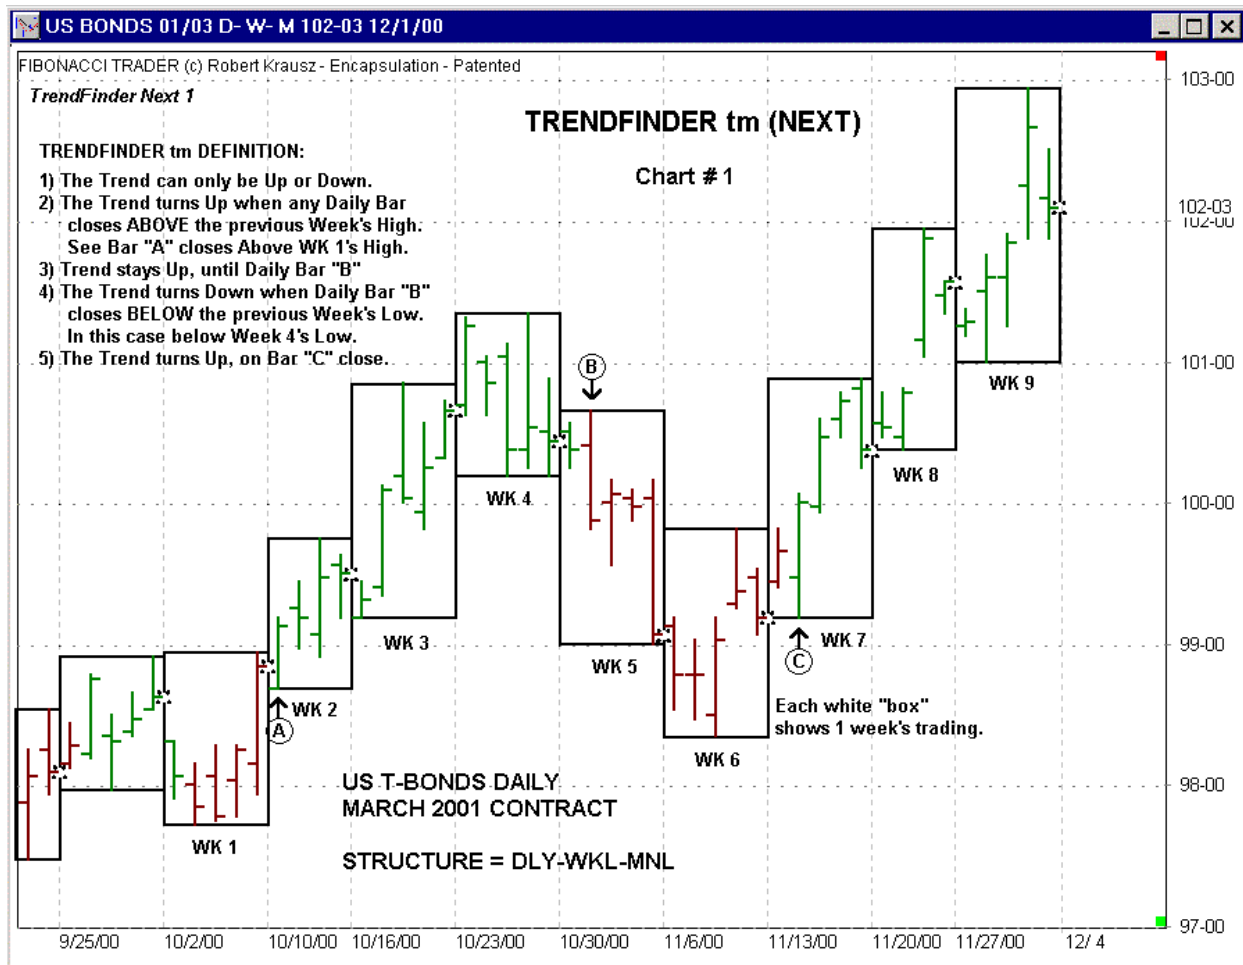 US BONDS 01/03 D- W- M 102-03 12/1/00
FIBONACCI TRADER (c) Robert Krausz - Encapsulation - Patented
TrendFinder Next 1
TRENDFINDER tm (NEXT)
Chart # 1
TRENDFINDER tm DEFINITION:
1) The Trend can only be Up or Down.
2) The Trend turns Up when any Daily Bar
closes ABOVE the previous Week's High.
See Bar "A" closes Above WK 1's High.
3) Trend stays Up, until Daily Bar "B"
4) The Trend turns Down when Daily Bar "B"
closes BELOW the previous Week's Low.
In this case below Week 4's Low.
5) The Trend turns Up, on Bar "C" close.
103-00
102-03
102-00
101-00
100-00
99-00
98-00
97-00
B
WK 9
WK 8
WK 4
WK 3
WK 5
WK 7
C
WK 2
A
WK 6
WK 1
Each white "box"
shows 1 week's trading.
US T-BONDS DAILY
MARCH 2001 CONTRACT
STRUCTURE = DLY-WKL-MNL
9/25/00
10/2/00
10/10/00
10/16/00
10/23/00
10/30/00
11/6/00
11/13/00
11/20/00
11/27/00
12/ 4